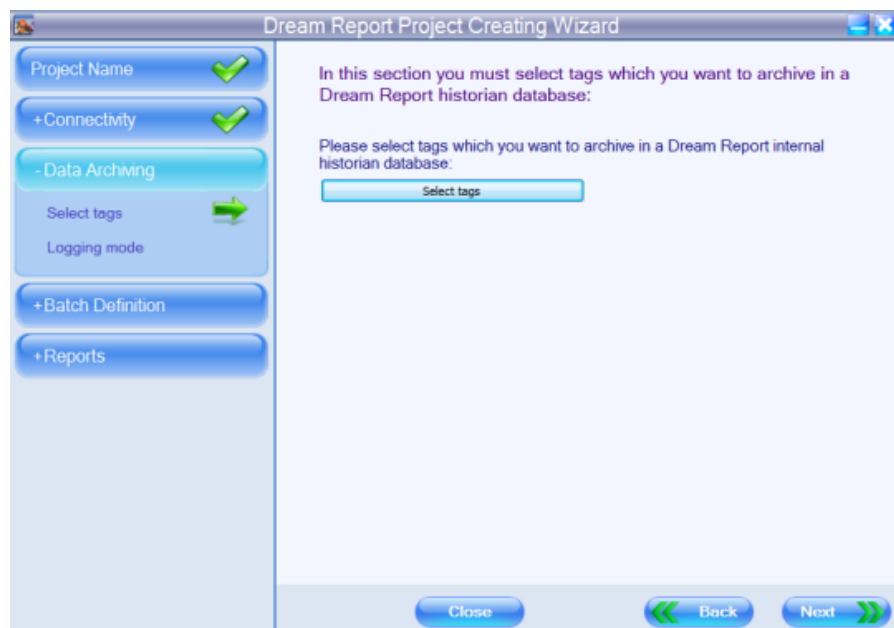 Dream Report Project Creating Wizard
Project Name
+Connectivity
-Data Archiving
Select tags
Logging mode
+Batch Definition
+Reports
In this section you must select tags which you want to archive in a
Dream Report historian database:
Please select tags which you want to archive in a Dream Report internal
historian database:
Select tags
Close
Back
Next